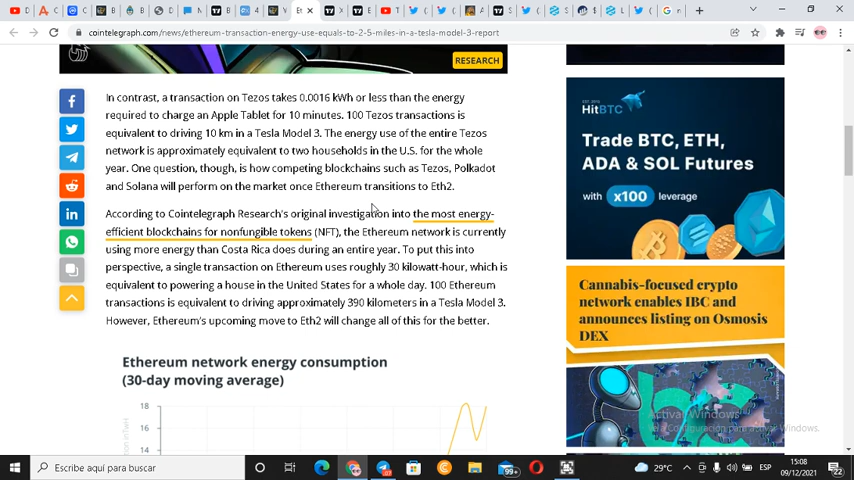 cointelegraph.com/news/ethereum-transaction-energy-use-equals-to-2-5-miles-in-a-tesla-model-3-report
RESEARCH
In contrast, a transaction on Tezos takes 0.0016 kWh or less than the energy
required to charge an Apple Tablet for 10 minutes. 100 Tezos transactions is
equivalent to driving 10 km in a Tesla Model 3. The energy use of the entire Tezos
network is approximately equivalent to two households in the U.S. for the whole
year. One question, though, is how competing blockchains such as Tezos, Polkadot
and Solana will perform on the market once Ethereum transitions to Eth2.
According to Cointelegraph Research's original investigation into the most energy-
efficient blockchains for nonfungible tokens (NFT), the Ethereum network is currently
using more energy than Costa Rica does during an entire year. To put this into
perspective, a single transaction on Ethereum uses roughly 30 kilowatt-hour, which is
equivalent to powering a house in the United States for a whole day. 100 Ethereum
transactions is equivalent to driving approximately 390 kilometers in a Tesla Model 3.
However, Ethereum's upcoming move to Eth2 will change all of this for the better.
Ethereum network energy consumption
(30-day moving average)
18
16
14
HitBTC
Trade BTC, ETH,
ADA & SOL Futures
with x100 leverage
Cannabis-focused crypto
network enables IBC and
announces listing on Osmosis
DEX
Activar Windows
Ve a Configuración para activar Windows.
Escribe aquí para buscar
99+
29°C
ESP
15:08
09/12/2021
22